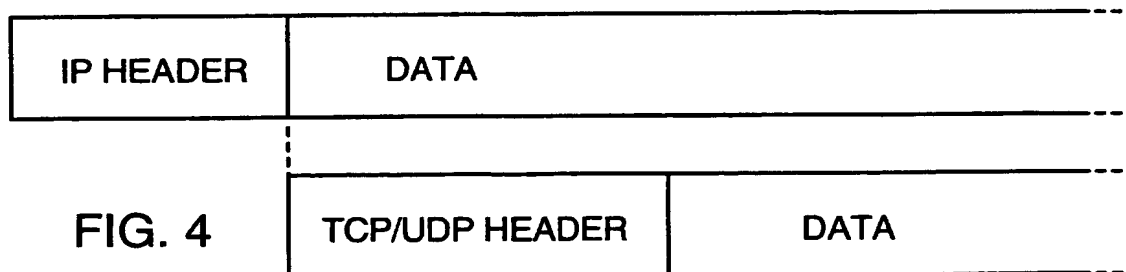 IP HEADER DATA
FIG. 4 TCP/UDP HEADER DATA